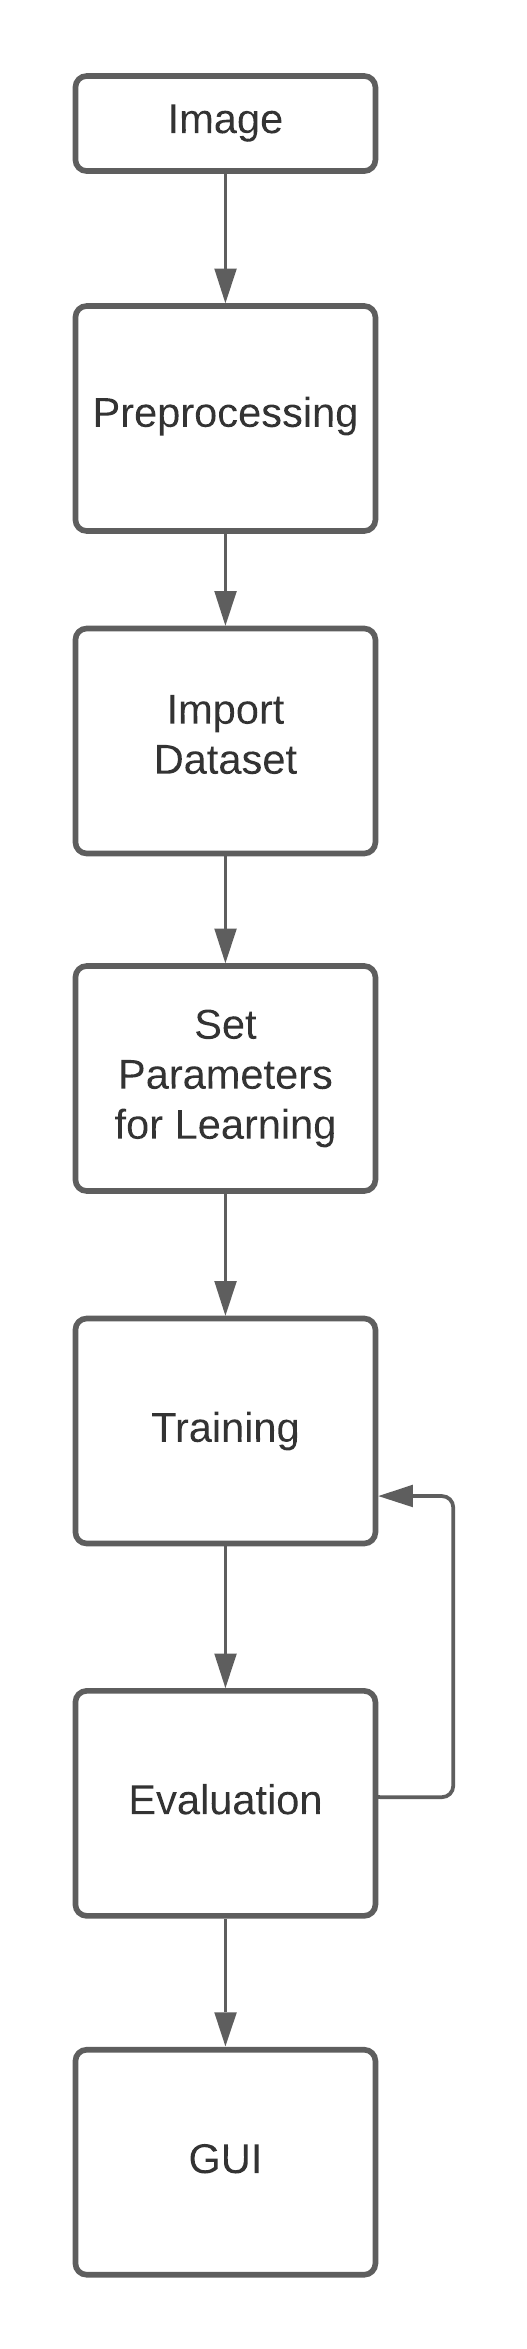 Image
Preprocessing
Import
Dataset
Set
Parameters
for Learning
Training
Evaluation
GUI